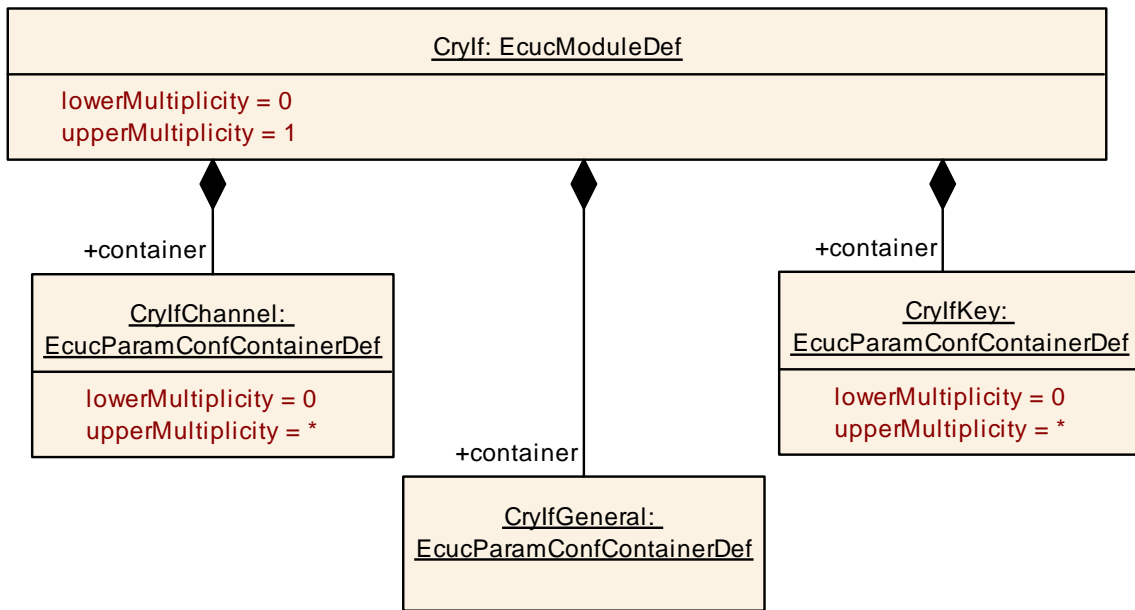 CryIf: EcucModuleDef
lowerMultiplicity = 0
upperMultiplicity = 1
+container
CryIfChannel:
EcucParamConfContainerDef
lowerMultiplicity = 0
upperMultiplicity = *
+container
CryIfGeneral:
EcucParamConfContainerDef
+container
CryIfKey:
EcucParamConfContainerDef
lowerMultiplicity = 0
upperMultiplicity = *